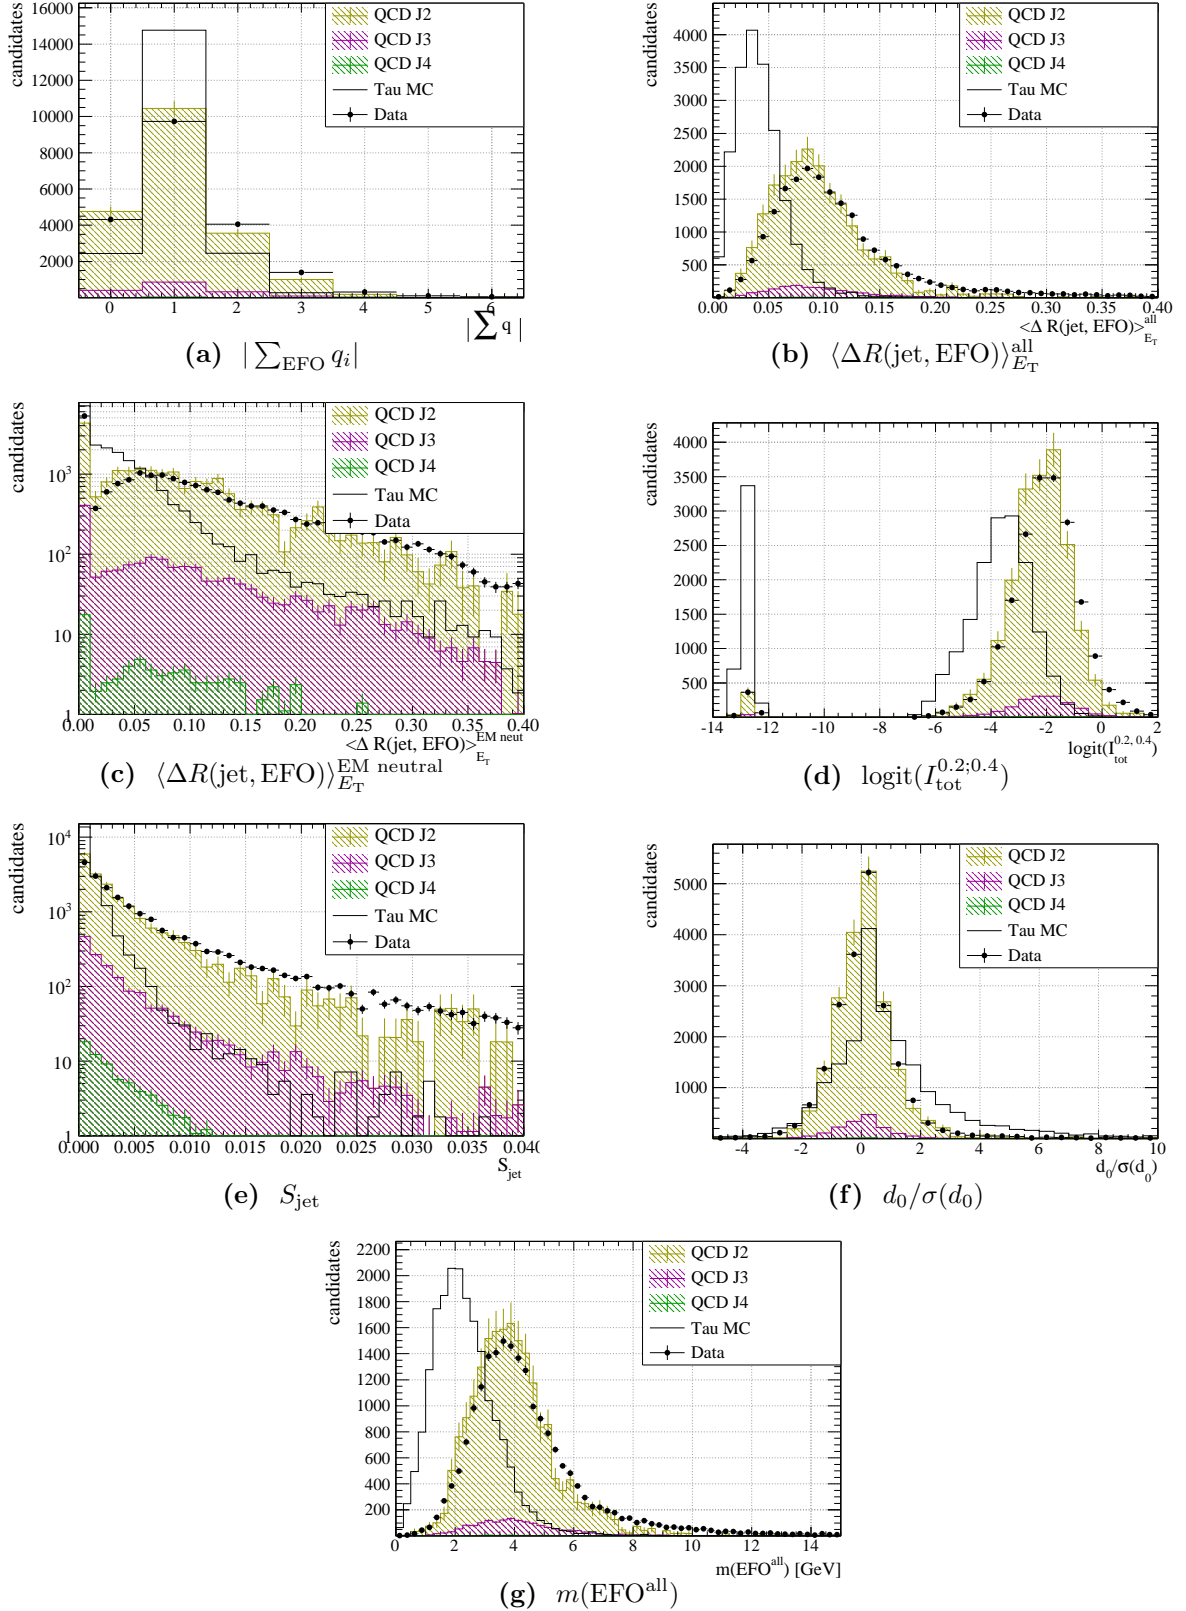 candidates
16000
14000
12000
10000
8000
6000
4000
2000
QCD J2
QCD J3
QCD J4
Tau MC
Data
0 1 2 3 4 5 6
|∑ q |
(a) |∑EFO qi|
candidates
4000
3500
3000
2500
2000
1500
1000
500
QCD J2
QCD J3
QCD J4
Tau MC
Data
0.00 0.05 0.10 0.15 0.20 0.25 0.30 0.35 0.40
<Δ R(jet, EFO)>all ET
(b) ⟨ΔR(jet, EFO)⟩all ET
candidates
10^3
10^2
10
1
QCD J2
QCD J3
QCD J4
Tau MC
Data
0.00 0.05 0.10 0.15 0.20 0.25 0.30 0.35 0.40
<Δ R(jet, EFO)>EM neut ET
(c) ⟨ΔR(jet, EFO)⟩EM neutral ET
candidates
4000
3500
3000
2500
2000
1500
1000
500
QCD J2
QCD J3
QCD J4
Tau MC
Data
-14 -12 -10 -8 -6 -4 -2 0 2
logit(I0.2, 0.4 tot)
(d) logit(I0.2;0.4 tot)
candidates
10^4
10^3
10^2
10
1
QCD J2
QCD J3
QCD J4
Tau MC
Data
0.000 0.005 0.010 0.015 0.020 0.025 0.030 0.035 0.040
Sjet
(e) Sjet
candidates
5000
4000
3000
2000
1000
QCD J2
QCD J3
QCD J4
Tau MC
Data
-4 -2 0 2 4 6 8 10
d0/σ(d0)
(f) d0/σ(d0)
candidates
2200
2000
1800
1600
1400
1200
1000
800
600
400
200
QCD J2
QCD J3
QCD J4
Tau MC
Data
0 2 4 6 8 10 12 14
m(EFOall) [GeV]
(g) m(EFOall)